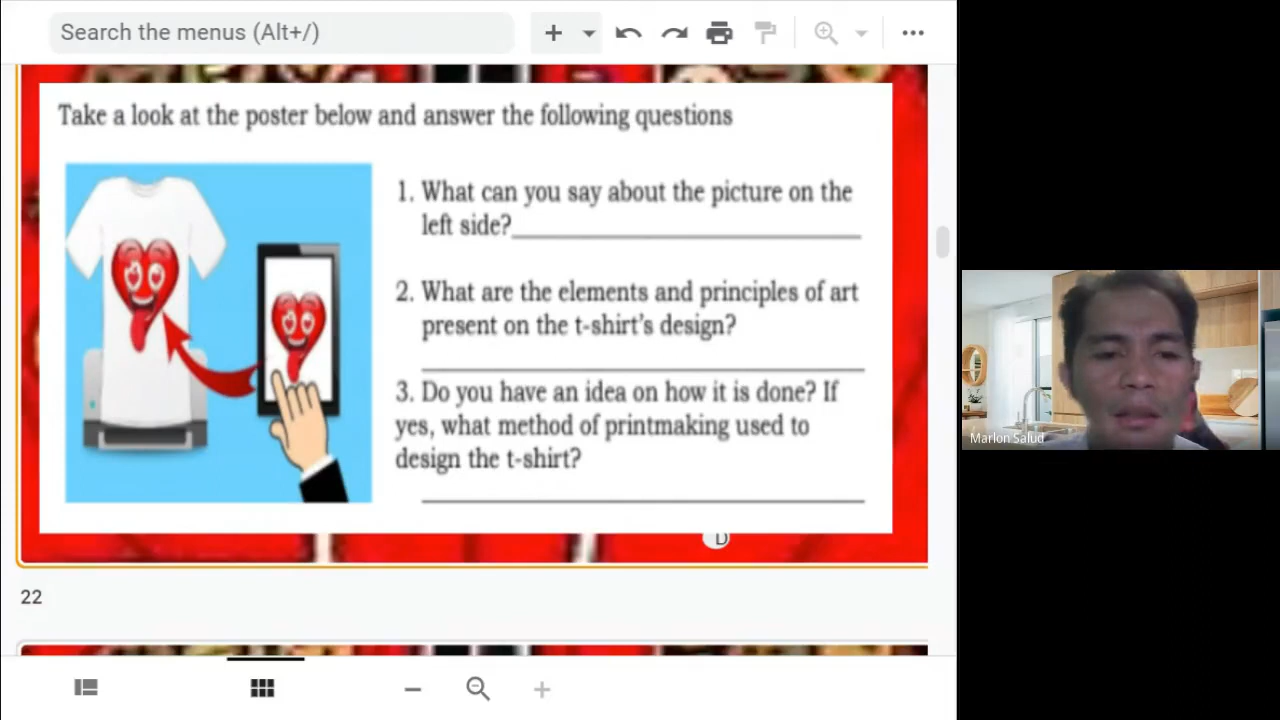 Search the menus (Alt+/)
Take a look at the poster below and answer the following questions
1. What can you say about the picture on the
left side?
2. What are the elements and principles of art
present on the t-shirt's design?
3. Do you have an idea on how it is done? If
yes, what method of printmaking used to
design the t-shirt?
D
22
Marlon Salud